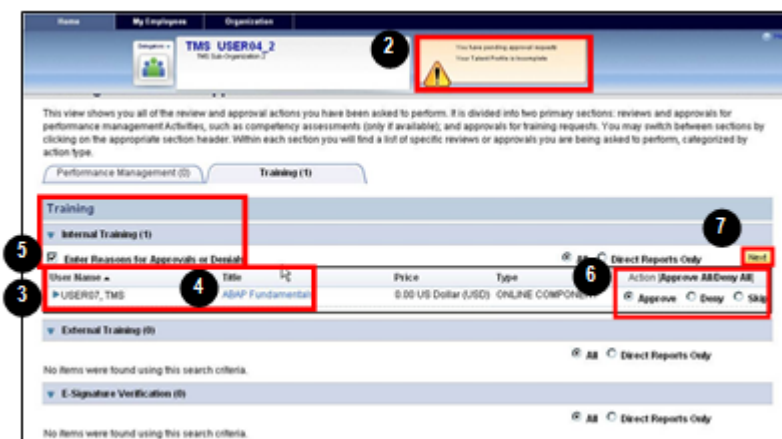 Home My Employees Organization
Delegations
TMS USER04_2
TMS Sub-Organization 2
2
You have pending approval requests
Your Talent Profile is Incomplete
This view shows you all of the review and approval actions you have been asked to perform. It is divided into two primary sections: reviews and approvals for
performance management Activities, such as competency assessments (only if available); and approvals for training requests. You may switch between sections by
clicking on the appropriate section header. Within each section you will find a list of specific reviews or approvals you are being asked to perform, categorized by
action type.
Performance Management (0) Training (1)
Training
7
Internal Training (1)
5
Enter Reasons for Approvals or Denials All Direct Reports Only Next
User Name Title Price Type Action [Approve All/Deny All]
6
3
USER07, TMS 4 ABAP Fundamentals 0.00 US Dollar (USD) ONLINE COMPONENT Approve Deny Skip
External Training (0)
All Direct Reports Only
No items were found using this search criteria.
E-Signature Verification (0)
All Direct Reports Only
No items were found using this search criteria.